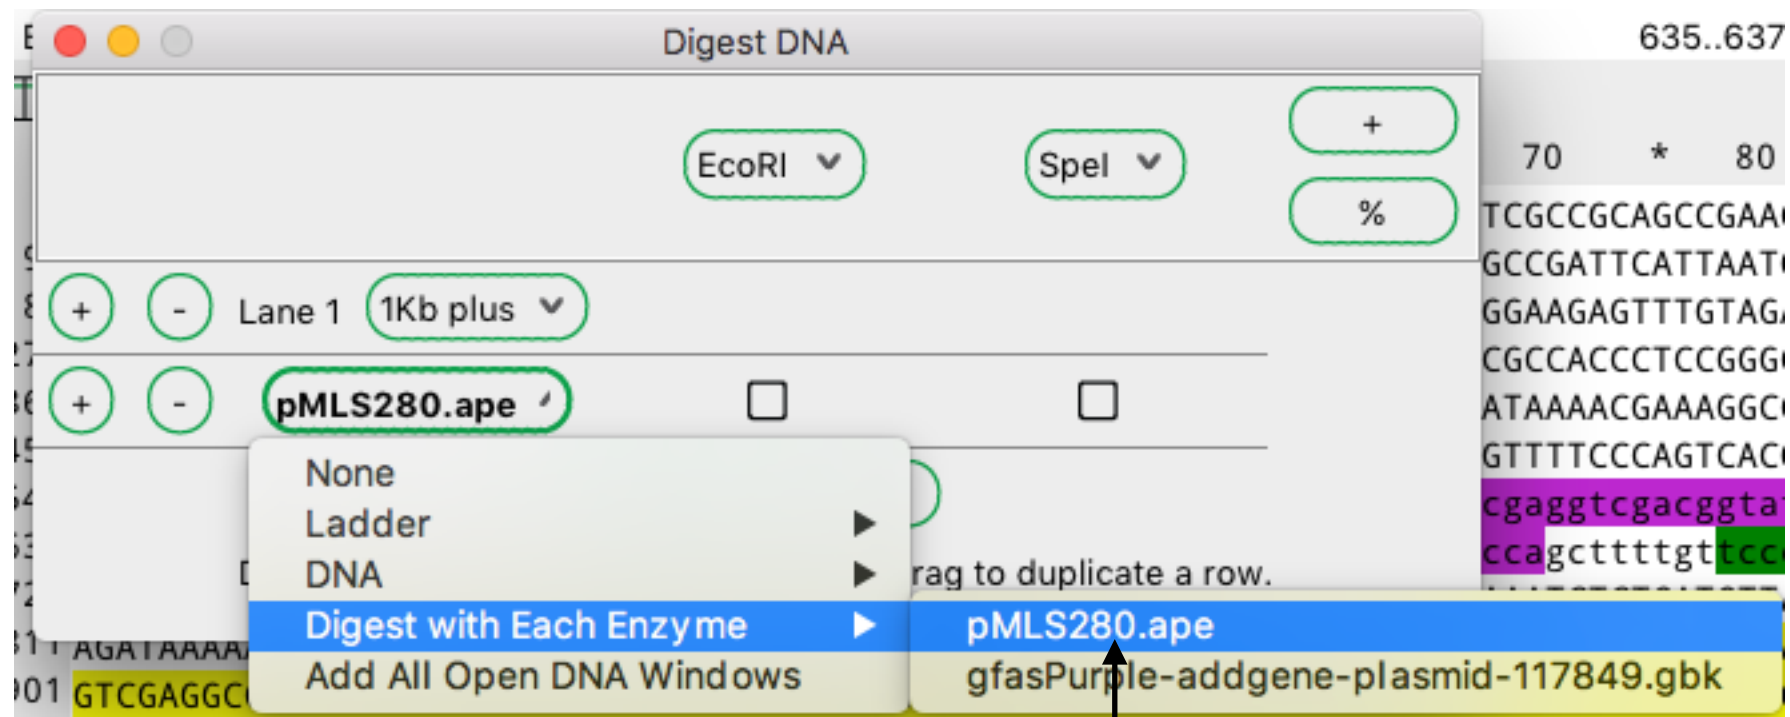 Digest DNA
635..637
EcoRI
SpeI
+
%
70 * 80
TCGCCGCAGCCGAA
GCCGATTCATTAAT
+ - Lane 1 1Kb plus
GGAAGAGTTTGTAG
CGCCACCCTCCGGG
+ - pMLS280.ape
ATAAAACGAAAGGC
GTTTTCCCAGTCAC
None
cgaggtcgacggta
Ladder
ccagcttttgttcc
DNA
rag to duplicate a row.
Digest with Each Enzyme
pMLS280.ape
AGATAAAA
Add All Open DNA Windows
gfasPurple-addgene-plasmid-117849.gbk
901 GTCGAGGC